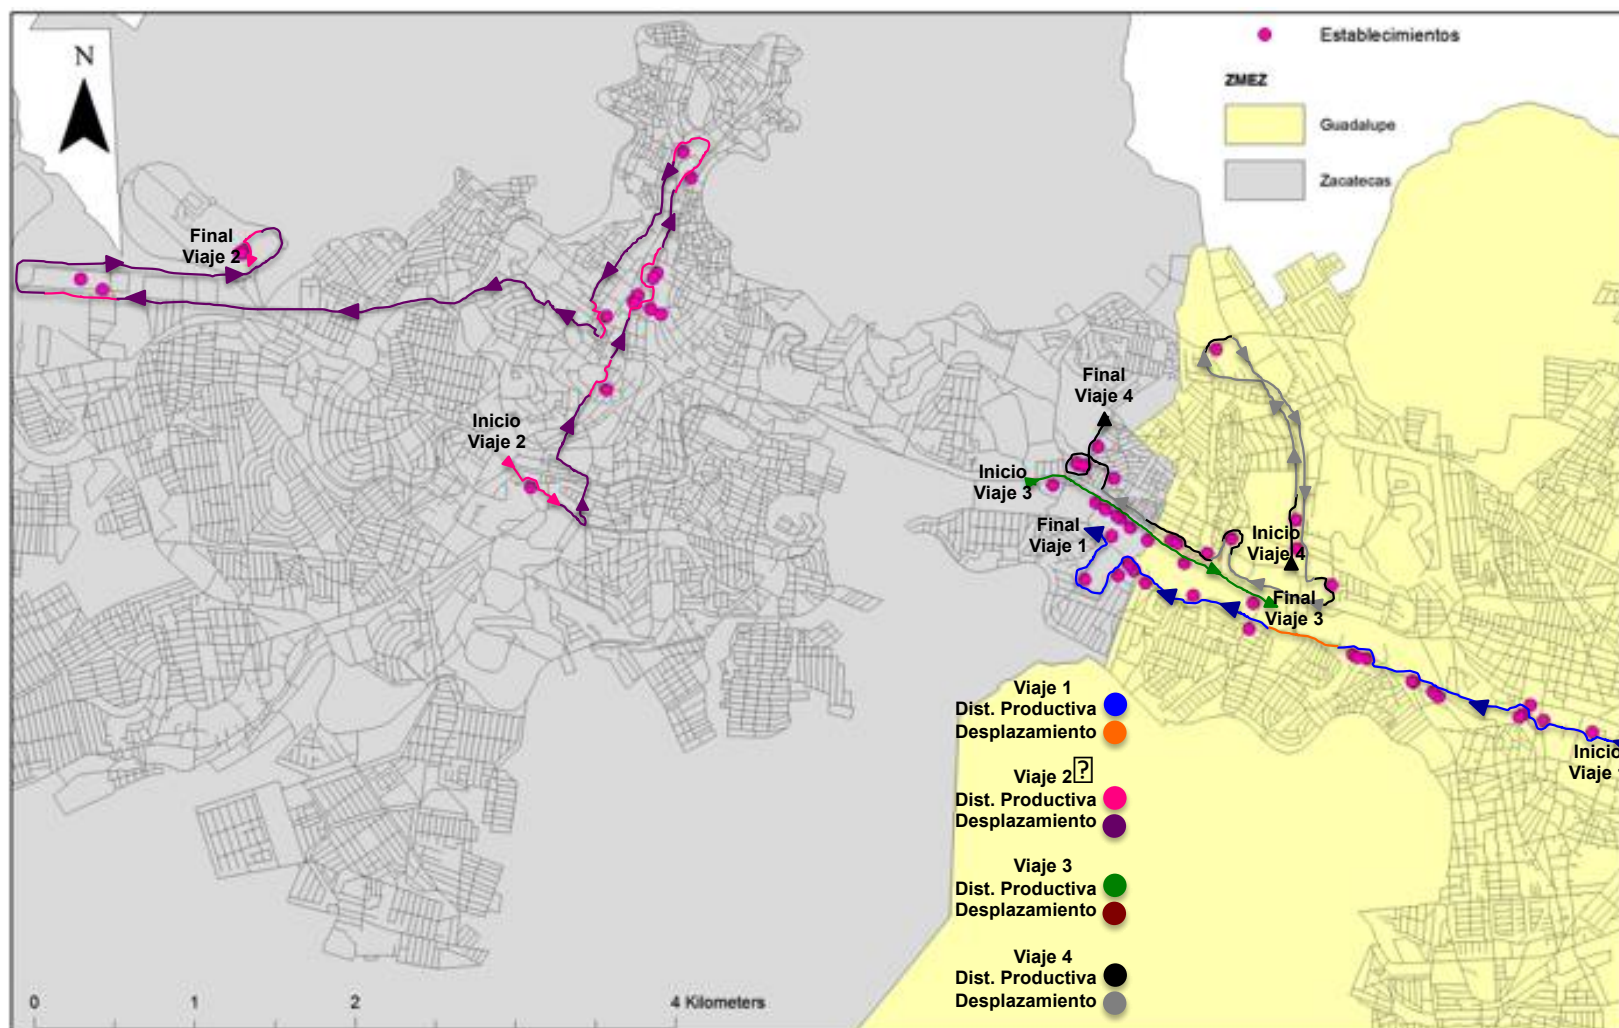 N
Establecimientos
ZMEZ
Guadalupe
Zacatecas
Final
Viaje 2
Inicio
Viaje 2
Final
Viaje 4
Inicio
Viaje 3
Final
Viaje 1
Inicio
Viaje 4
Final
Viaje 3
Inicio
Viaje
Viaje 1
Dist. Productiva
Desplazamiento
Viaje 2
Dist. Productiva
Desplazamiento
Viaje 3
Dist. Productiva
Desplazamiento
Viaje 4
Dist. Productiva
Desplazamiento
0 1 2 4 Kilometers